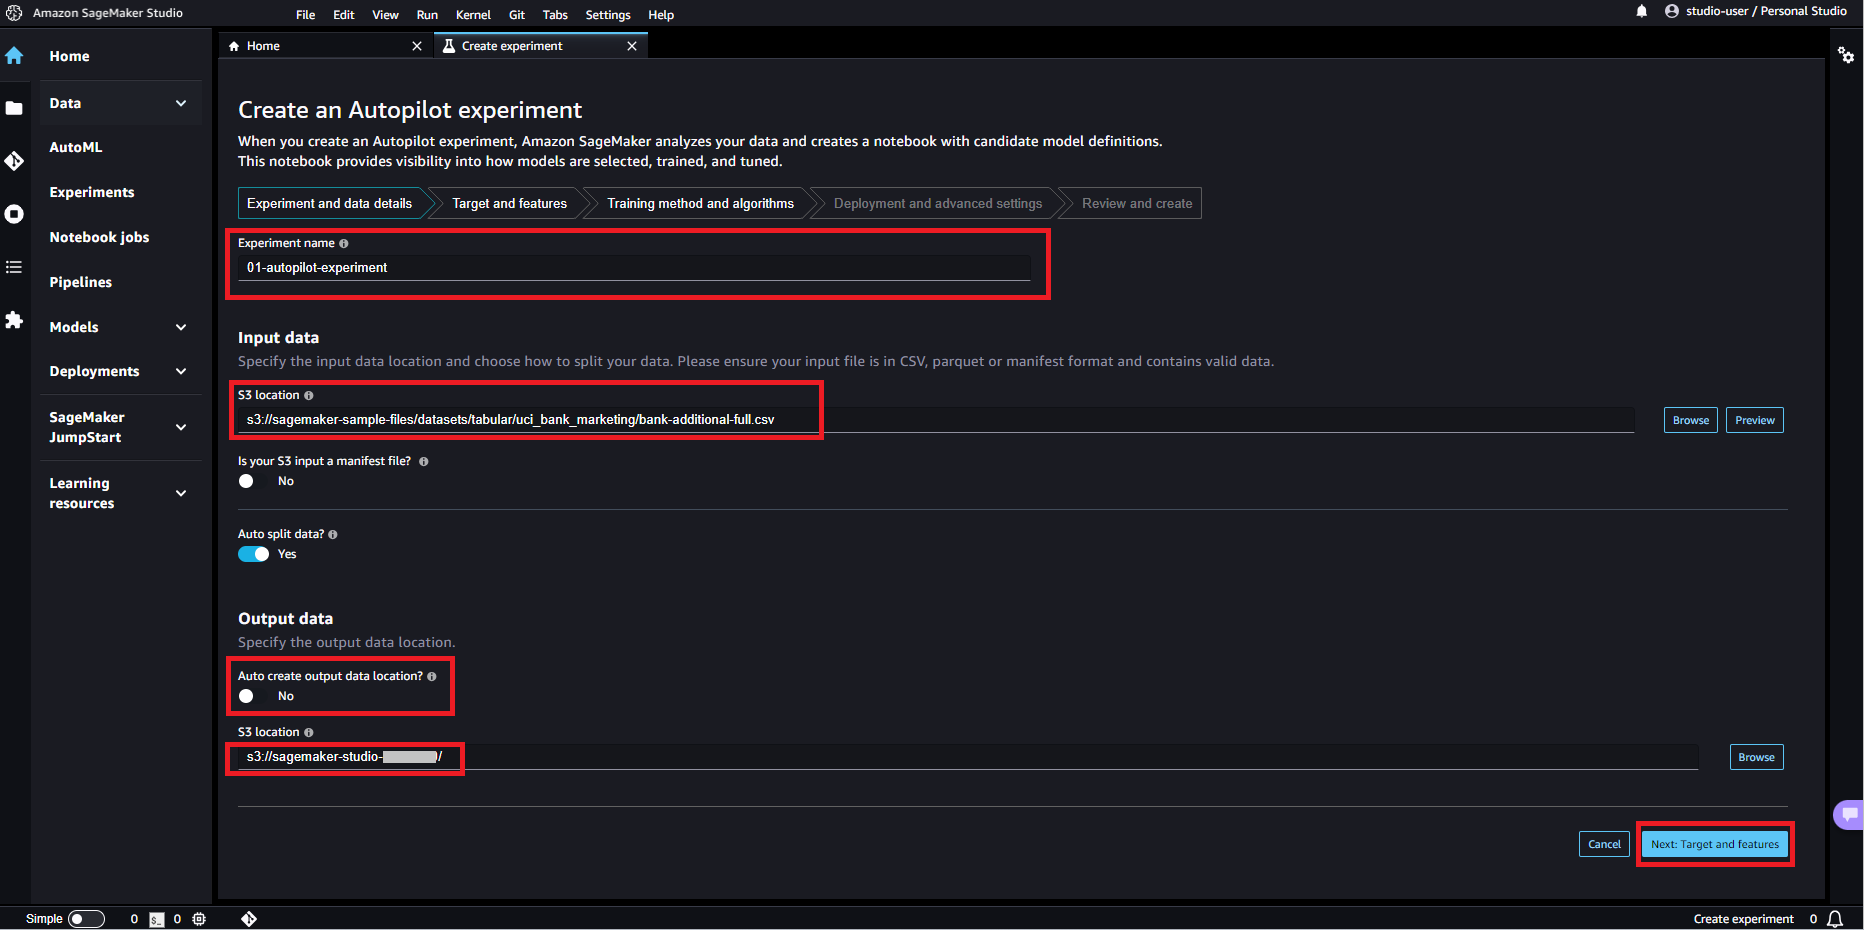 Amazon SageMaker Studio
File Edit View Run Kernel Git Tabs Settings Help
studio-user / Personal Studio
Home
Data
AutoML
Experiments
Notebook jobs
Pipelines
Models
Deployments
SageMaker
JumpStart
Learning
resources
Home
Create experiment
Create an Autopilot experiment
When you create an Autopilot experiment, Amazon SageMaker analyzes your data and creates a notebook with candidate model definitions.
This notebook provides visibility into how models are selected, trained, and tuned.
Experiment and data details
Target and features
Training method and algorithms
Deployment and advanced settings
Review and create
Experiment name
01-autopilot-experiment
Input data
Specify the input data location and choose how to split your data. Please ensure your input file is in CSV, parquet or manifest format and contains valid data.
S3 location
s3://sagemaker-sample-files/datasets/tabular/uci_bank_marketing/bank-additional-full.csv
Browse
Preview
Is your S3 input a manifest file?
No
Auto split data?
Yes
Output data
Specify the output data location.
Auto create output data location?
No
S3 location
s3://sagemaker-studio- /
Browse
Cancel
Next: Target and features
Simple
0
$_
0
Create experiment
0